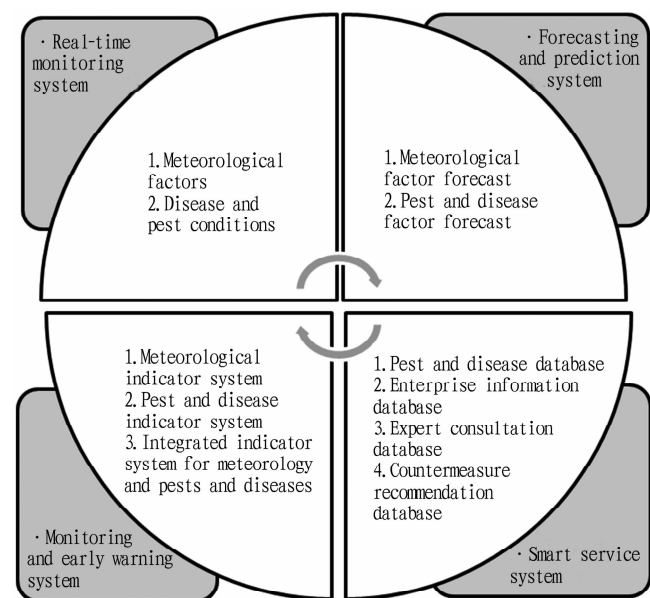 · Real-time
monitoring
system
· Forecasting
and prediction
system
1. Meteorological
factors
2. Disease and
pest conditions
1. Meteorological
factor forecast
2. Pest and disease
factor forecast
1. Meteorological
indicator system
2. Pest and disease
indicator system
3. Integrated indicator
system for meteorology
and pests and diseases
1. Pest and disease database
2. Enterprise information
database
3. Expert consultation
database
4. Countermeasure
recommendation
database
· Monitoring
and early warning
system
· Smart service
system